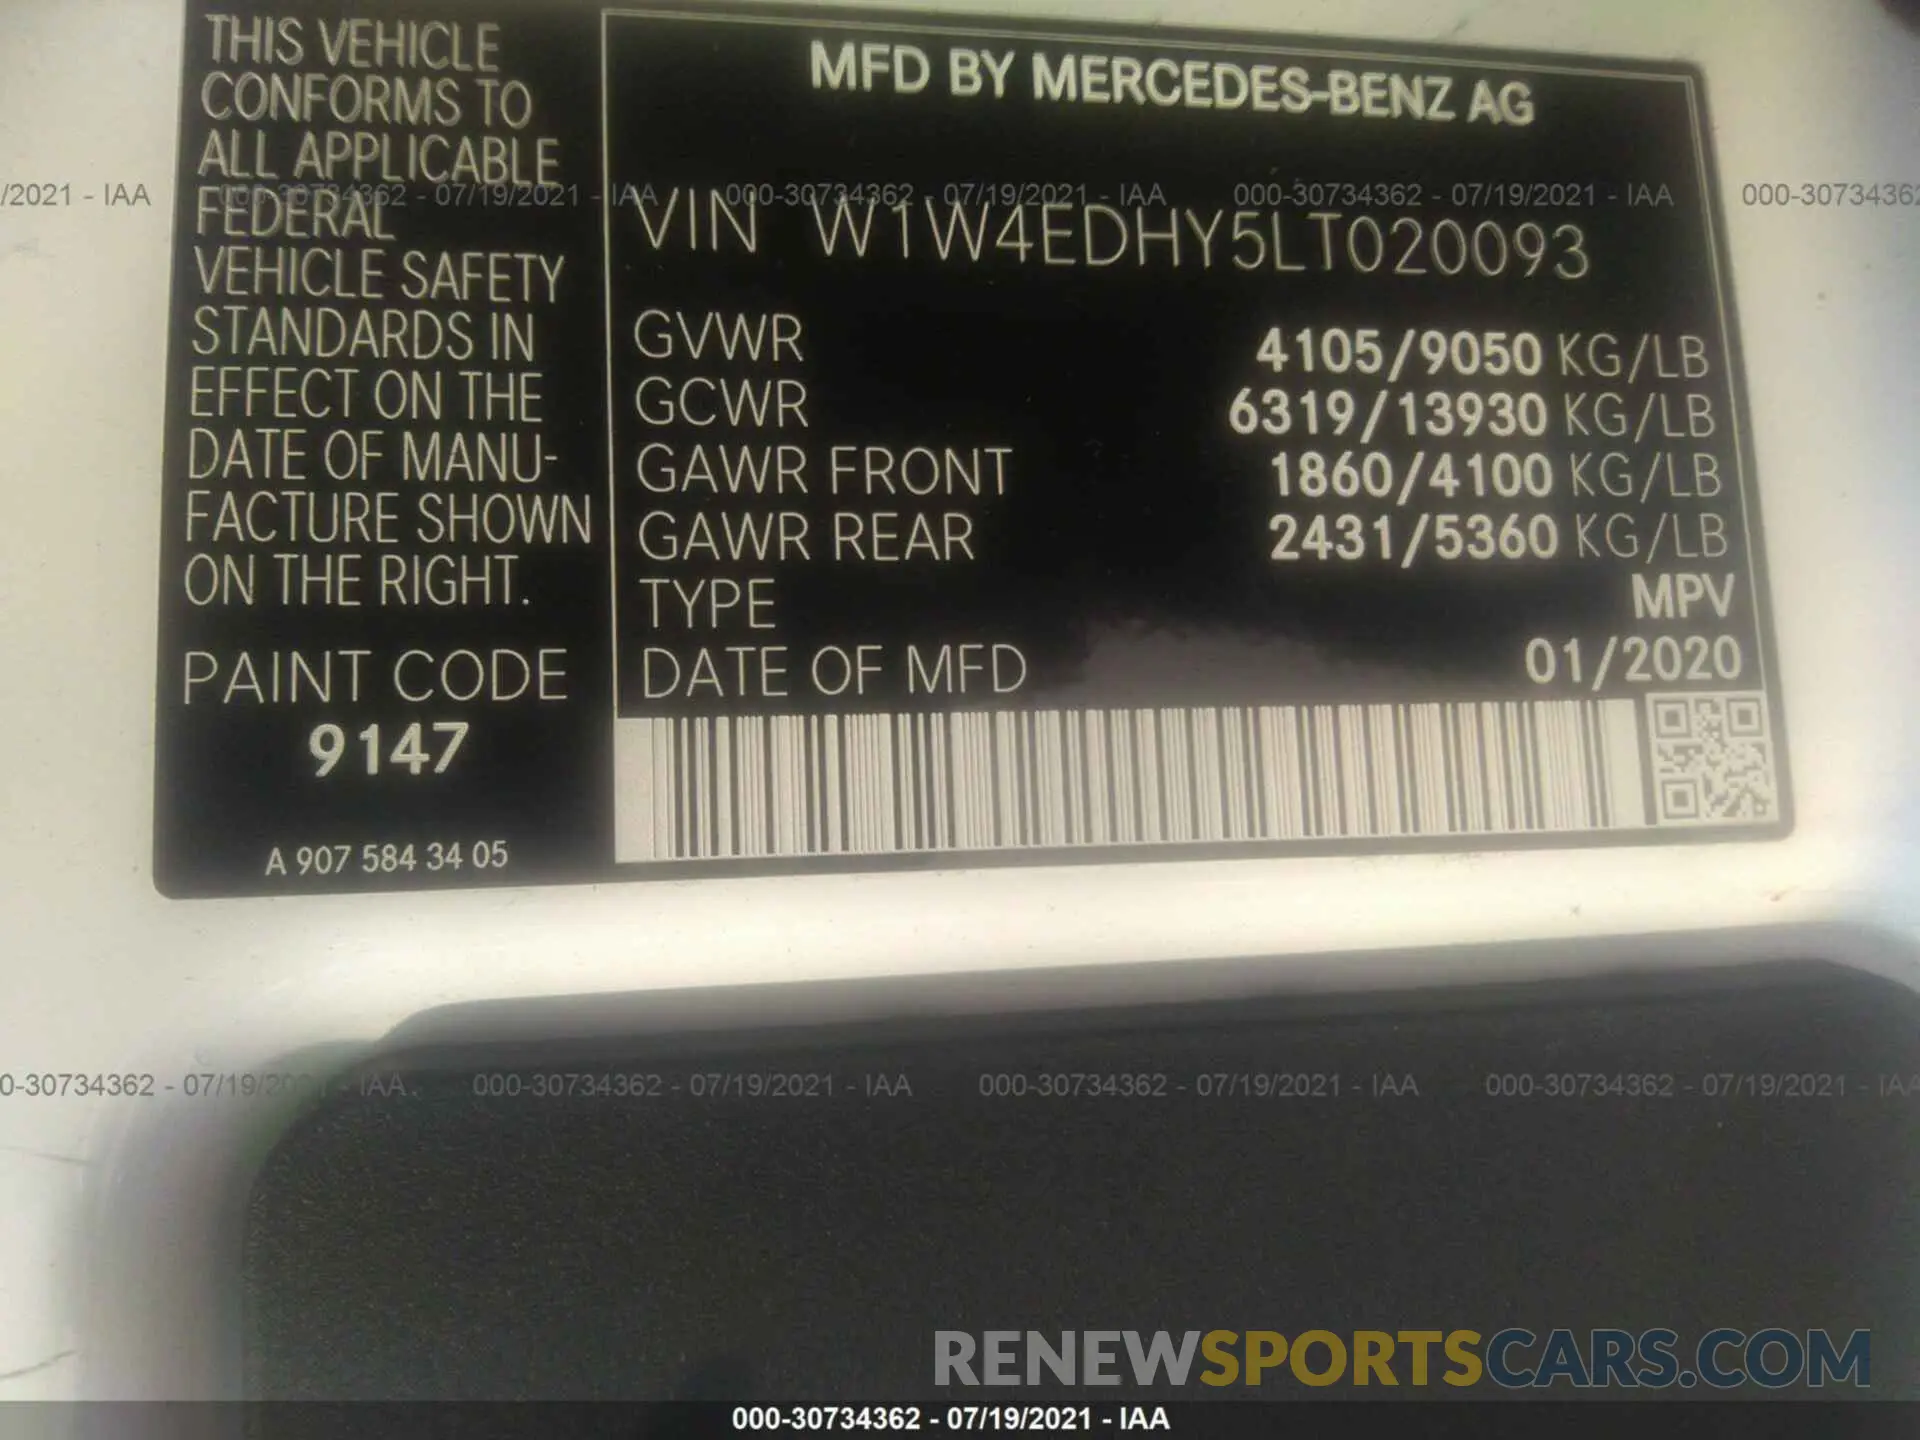 THIS VEHICLE
CONFORMS TO
ALL APPLICABLE
FEDERAL
VEHICLE SAFETY
STANDARDS IN
EFFECT ON THE
DATE OF MANU-
FACTURE SHOWN
ON THE RIGHT.
PAINT CODE
9147
A 907 584 34 05
MFD BY MERCEDES-BENZ AG
VIN W1W4EDHY5LT020093
GVWR 4105/9050 KG/LB
GCWR 6319/13930 KG/LB
GAWR FRONT 1860/4100 KG/LB
GAWR REAR 2431/5360 KG/LB
TYPE MPV
DATE OF MFD 01/2020
/2021 - IAA 000-30734362 - 07/19/2021 - IAA 000-30734362 - 07/19/2021 - IAA 000-30734362 - 07/19/2021 - IAA 000-30734362
0-30734362 - 07/19/2021 - IAA 000-30734362 - 07/19/2021 - IAA 000-30734362 - 07/19/2021 - IAA 000-30734362 - 07/19/2021 - IAA
RENEWSPORTSCARS.COM
000-30734362 - 07/19/2021 - IAA